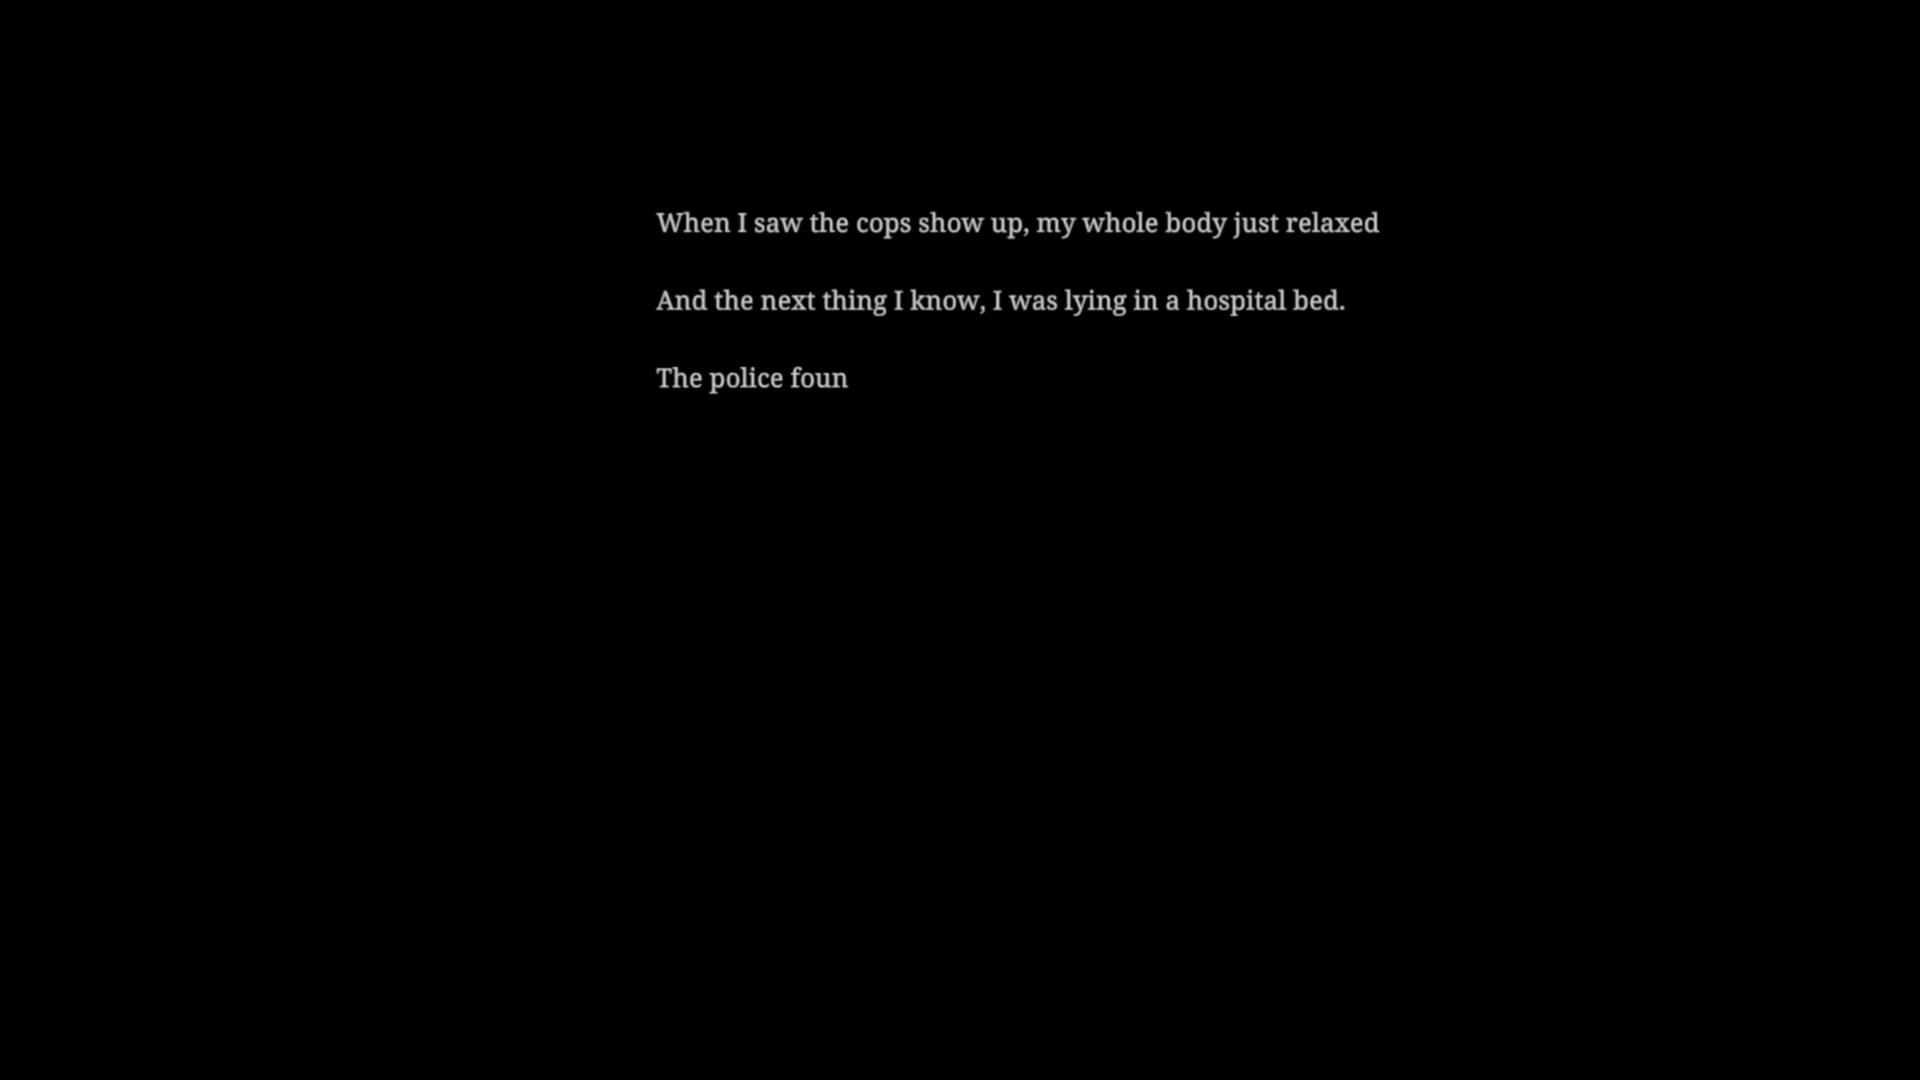 When I saw the cops show up, my whole body just relaxed
And the next thing I know, I was lying in a hospital bed.
The police foun